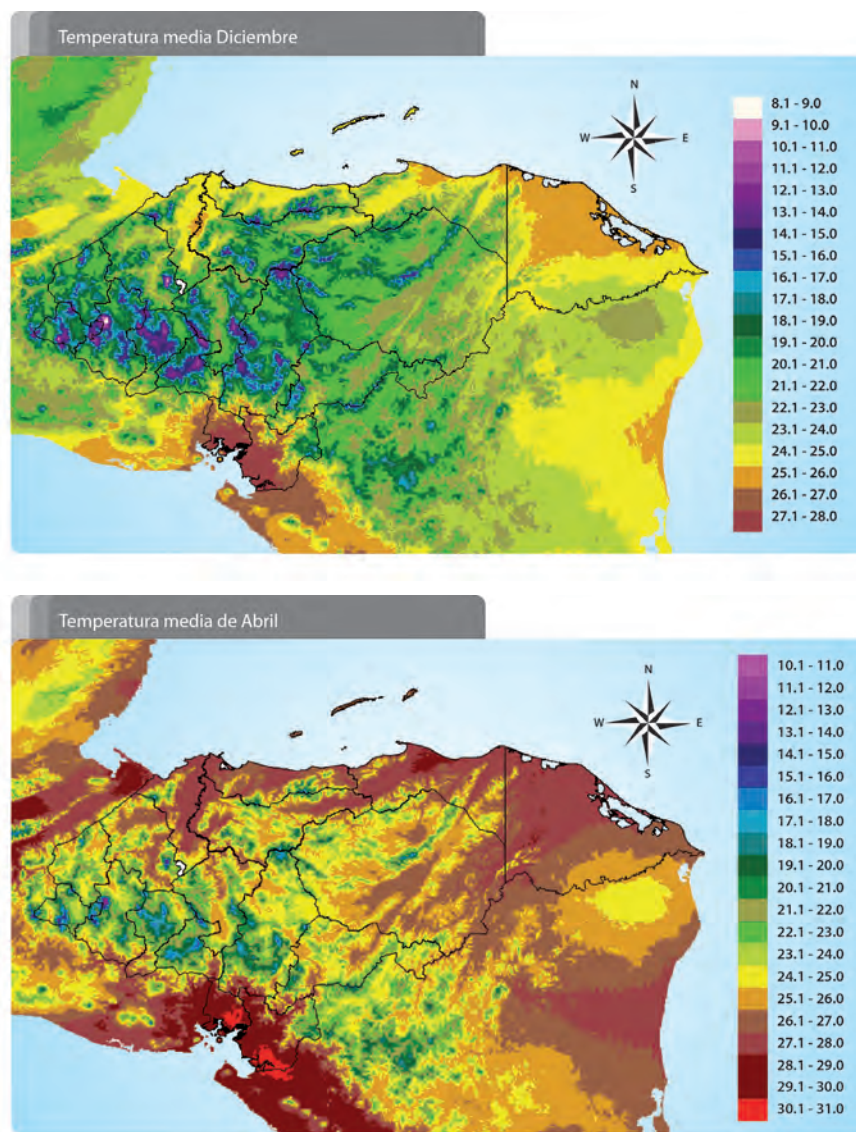 Temperatura media Diciembre
N
W E
S
8.1 - 9.0
9.1 - 10.0
10.1 - 11.0
11.1 - 12.0
12.1 - 13.0
13.1 - 14.0
14.1 - 15.0
15.1 - 16.0
16.1 - 17.0
17.1 - 18.0
18.1 - 19.0
19.1 - 20.0
20.1 - 21.0
21.1 - 22.0
22.1 - 23.0
23.1 - 24.0
24.1 - 25.0
25.1 - 26.0
26.1 - 27.0
27.1 - 28.0
Temperatura media de Abril
N
W E
S
10.1 - 11.0
11.1 - 12.0
12.1 - 13.0
13.1 - 14.0
14.1 - 15.0
15.1 - 16.0
16.1 - 17.0
17.1 - 18.0
18.1 - 19.0
19.1 - 20.0
20.1 - 21.0
21.1 - 22.0
22.1 - 23.0
23.1 - 24.0
24.1 - 25.0
25.1 - 26.0
26.1 - 27.0
27.1 - 28.0
28.1 - 29.0
29.1 - 30.0
30.1 - 31.0